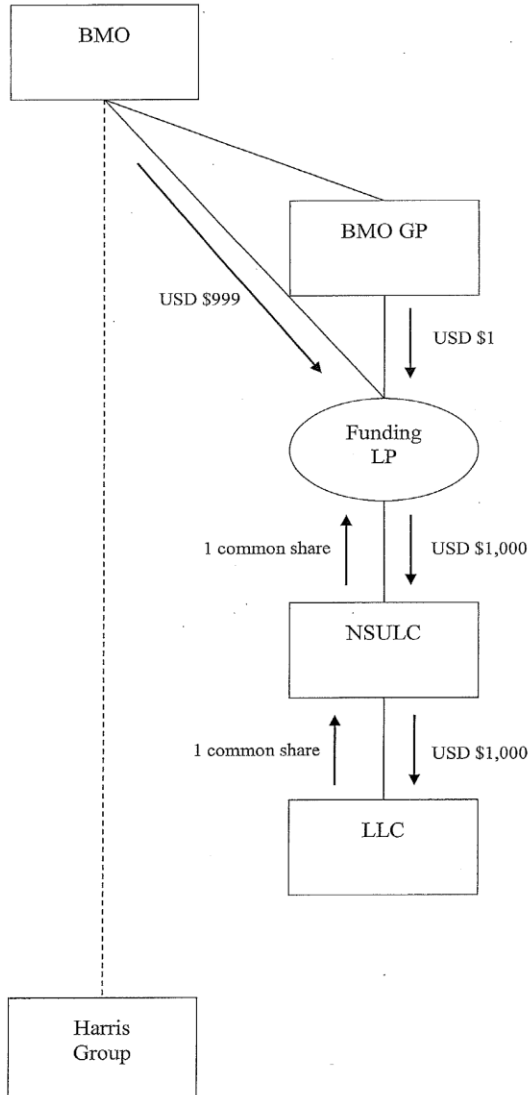 BMO
BMO GP
USD $999
USD $1
Funding
LP
1 common share
USD $1,000
NSULC
1 common share
USD $1,000
LLC
Harris
Group